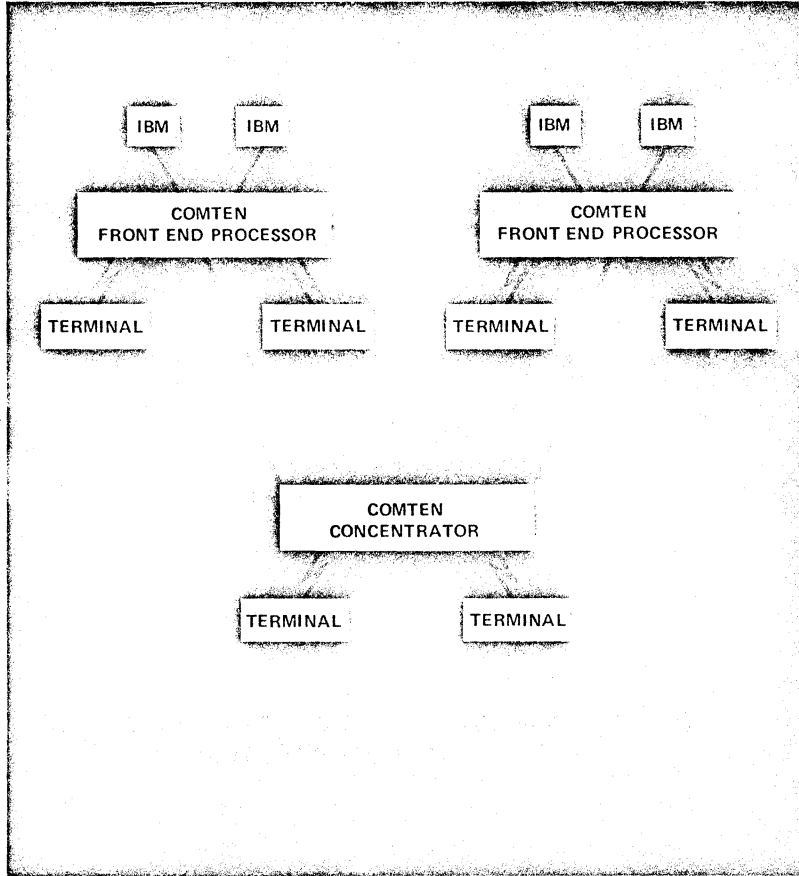 IBM IBM IBM IBM
COMTEN COMTEN
FRONT END PROCESSOR FRONT END PROCESSOR
TERMINAL TERMINAL TERMINAL TERMINAL
COMTEN
CONCENTRATOR
TERMINAL TERMINAL